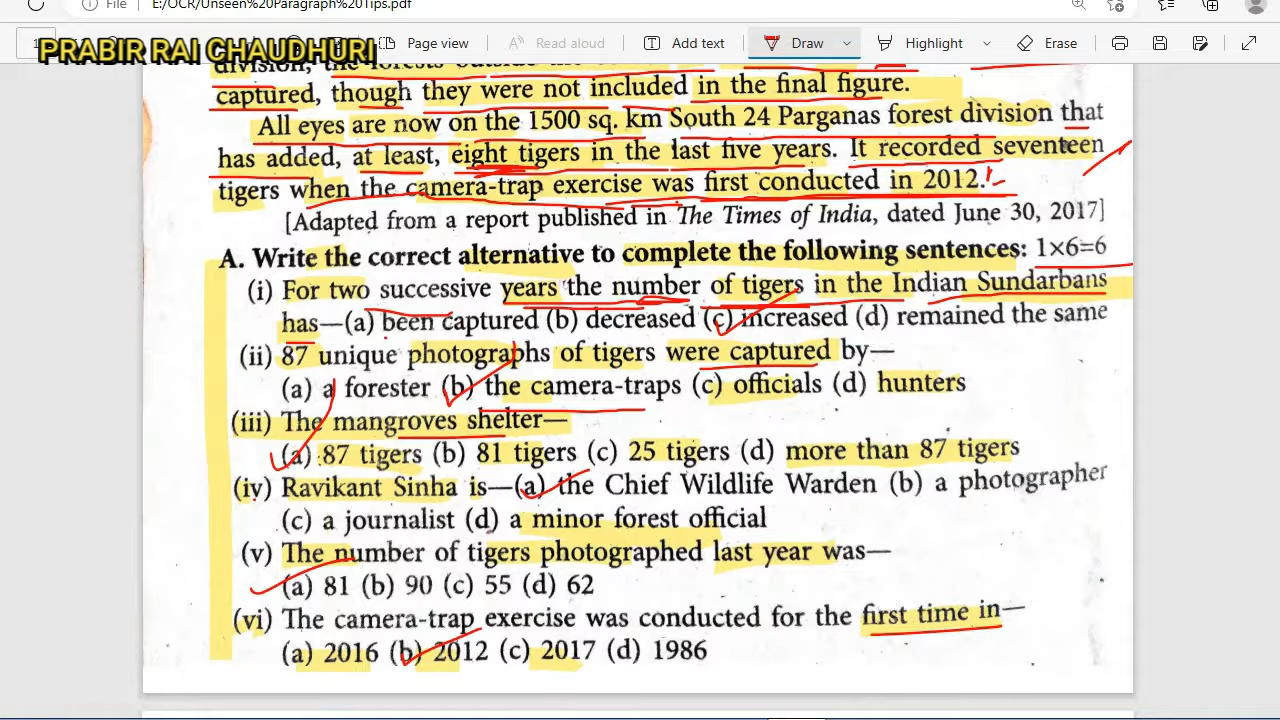 File E:/OCR/Unseen%20Paragraph%20Tips.pdf
PRABIR RAI CHAUDHURI
Page view Read aloud Add text Draw Highlight Erase
division, the forests outside the
captured, though they were not included in the final figure.
All eyes are now on the 1500 sq. km South 24 Parganas forest division that
has added, at least, eight tigers in the last five years. It recorded seventeen
tigers when the camera-trap exercise was first conducted in 2012.
[Adapted from a report published in The Times of India, dated June 30, 2017]
A. Write the correct alternative to complete the following sentences: 1×6=6
(i) For two successive years the number of tigers in the Indian Sundarbans
has—(a) been captured (b) decreased (c) increased (d) remained the same
(ii) 87 unique photographs of tigers were captured by—
(a) a forester (b) the camera-traps (c) officials (d) hunters
(iii) The mangroves shelter—
(a) 87 tigers (b) 81 tigers (c) 25 tigers (d) more than 87 tigers
(iv) Ravikant Sinha is—(a) the Chief Wildlife Warden (b) a photographer
(c) a journalist (d) a minor forest official
(v) The number of tigers photographed last year was—
(a) 81 (b) 90 (c) 55 (d) 62
(vi) The camera-trap exercise was conducted for the first time in—
(a) 2016 (b) 2012 (c) 2017 (d) 1986